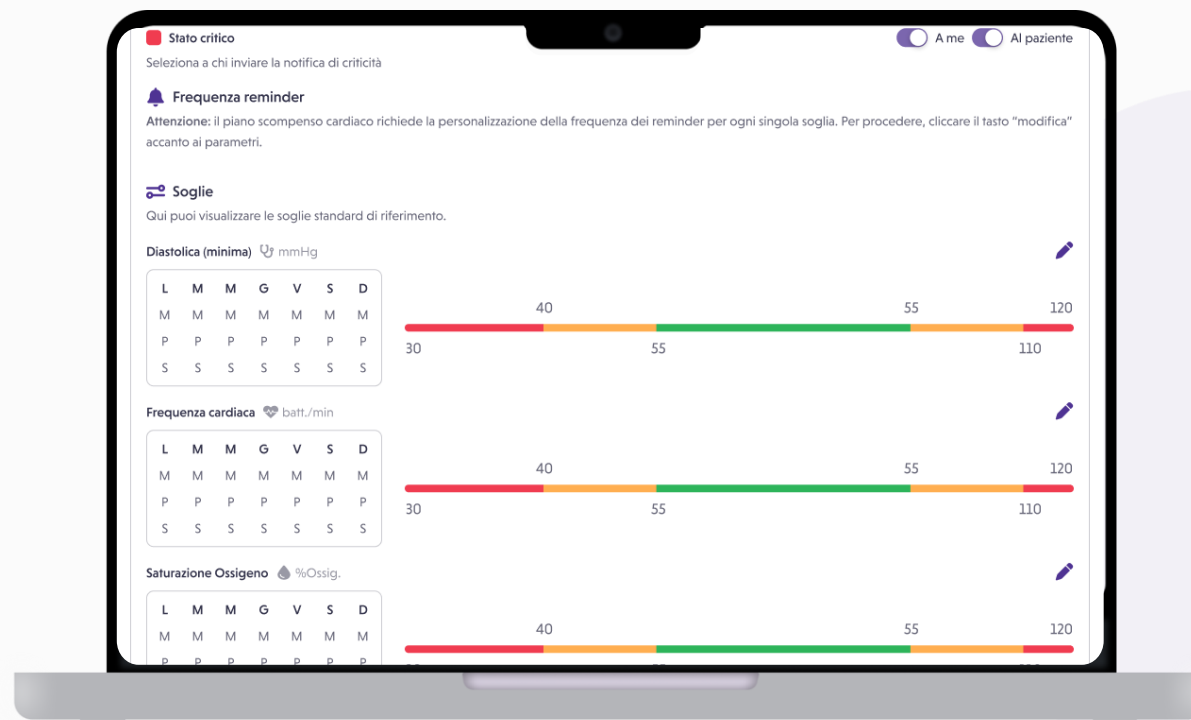 Stato critico
A me
Al paziente
Seleziona a chi inviare la notifica di criticità
Frequenza reminder
Attenzione: il piano scompenso cardiaco richiede la personalizzazione della frequenza dei reminder per ogni singola soglia. Per procedere, cliccare il tasto “modifica”
accanto ai parametri.
Soglie
Qui puoi visualizzare le soglie standard di riferimento.
Diastolica (minima) mmHg
L M M G V S D
M M M M M M M
P P P P P P P
S S S S S S S
40 55 120
30 55 110
Frequenza cardiaca batt./min
L M M G V S D
M M M M M M M
P P P P P P P
S S S S S S S
40 55 120
30 55 110
Saturazione Ossigeno %Ossig.
L M M G V S D
M M M M M M M
P P P P P P P
40 55 120